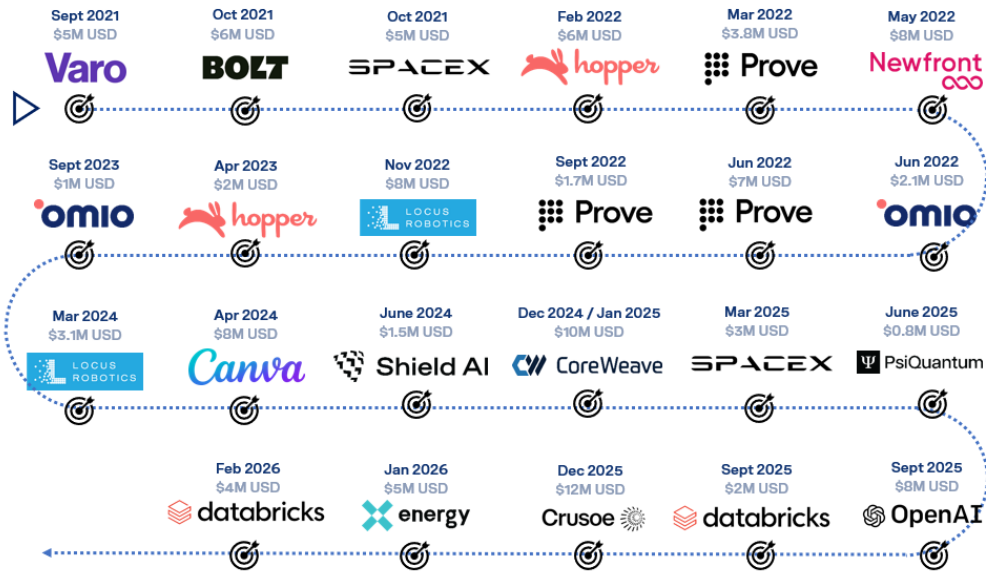 Sept 2021
$5M USD
Varo
Oct 2021
$6M USD
BOLT
Oct 2021
$5M USD
SPACEX
Feb 2022
$6M USD
hopper
Mar 2022
$3.8M USD
Prove
May 2022
$8M USD
Newfront
Sept 2023
$1M USD
omio
Apr 2023
$2M USD
hopper
Nov 2022
$8M USD
LOCUS
ROBOTICS
Sept 2022
$1.7M USD
Prove
Jun 2022
$7M USD
Prove
Jun 2022
$2.1M USD
omio
Mar 2024
$3.1M USD
LOCUS
ROBOTICS
Apr 2024
$8M USD
Canva
June 2024
$1.5M USD
Shield AI
Dec 2024 / Jan 2025
$10M USD
CoreWeave
Mar 2025
$3M USD
SPACEX
June 2025
$0.8M USD
PsiQuantum
Feb 2026
$4M USD
databricks
Jan 2026
$5M USD
energy
Dec 2025
$12M USD
Crusoe
Sept 2025
$2M USD
databricks
Sept 2025
$8M USD
OpenAI